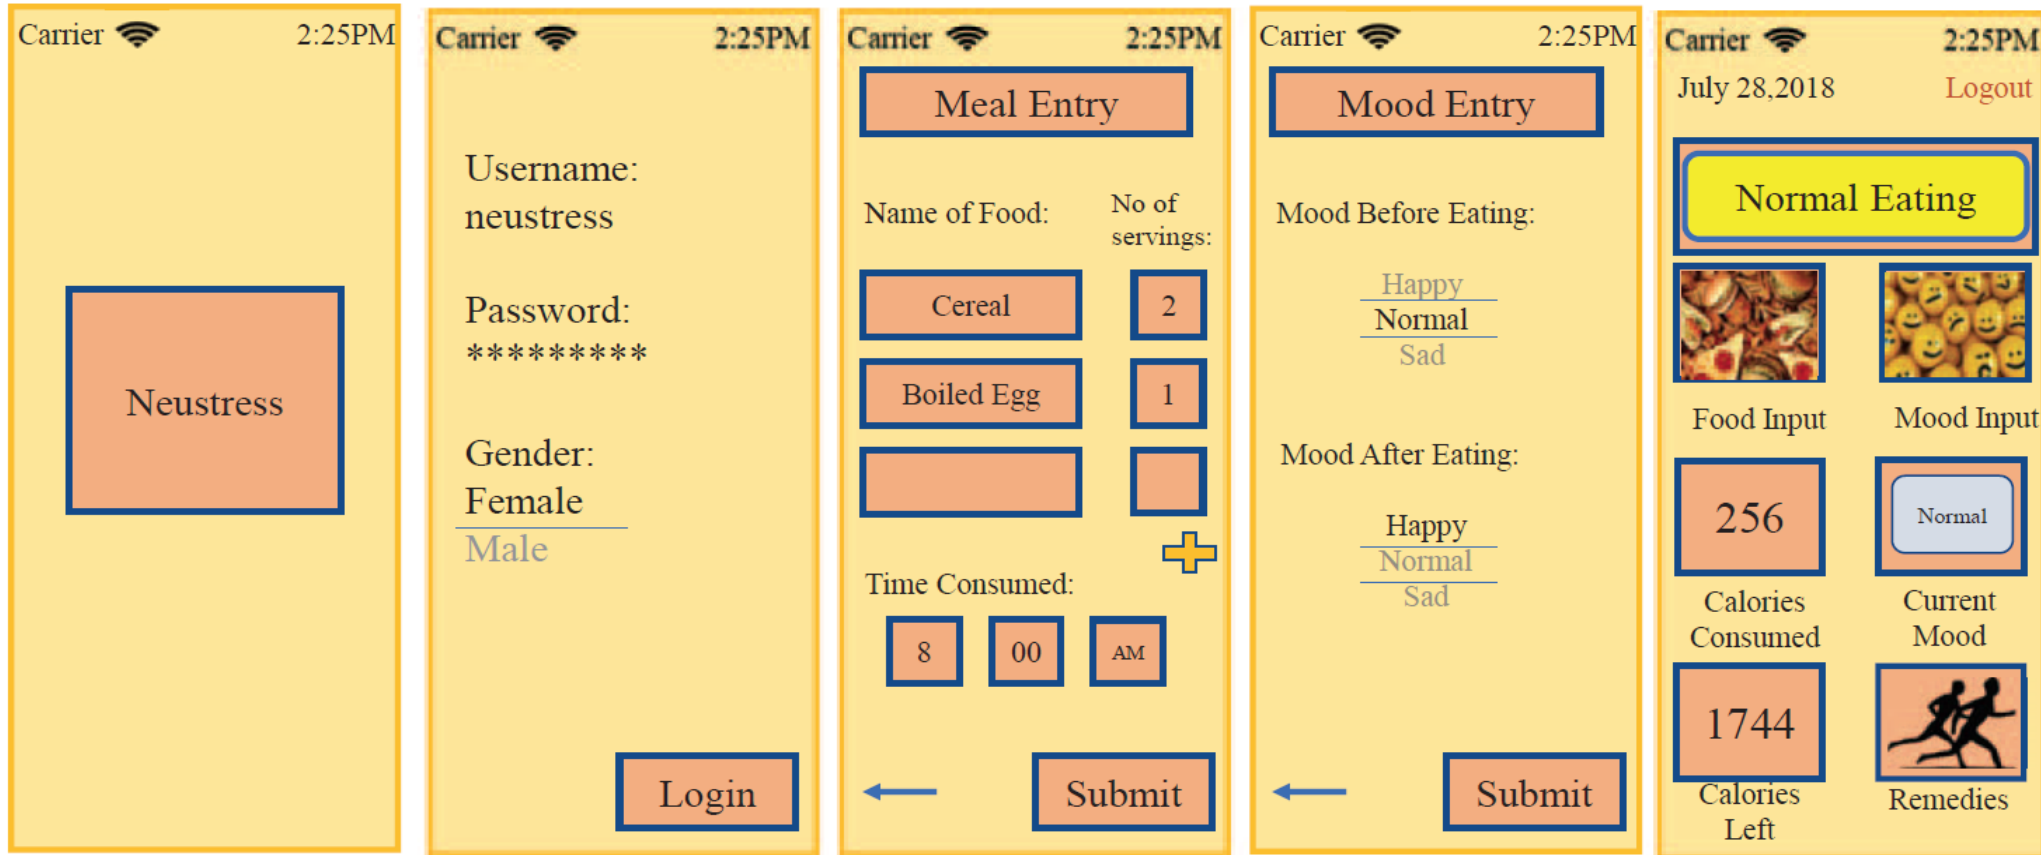 Carrier 2:25PM
Neustress
Carrier 2:25PM
Username:
neustress
Password:
*********
Gender:
Female
Male
Login
Carrier 2:25PM
Meal Entry
Name of Food: No of
servings:
Cereal 2
Boiled Egg 1
Time Consumed:
8 00 AM
Submit
Carrier 2:25PM
Mood Entry
Mood Before Eating:
Happy
Normal
Sad
Mood After Eating:
Happy
Normal
Sad
Submit
Carrier 2:25PM
July 28,2018 Logout
Normal Eating
Food Input Mood Input
256 Normal
Calories Current
Consumed Mood
1744
Calories Remedies
Left